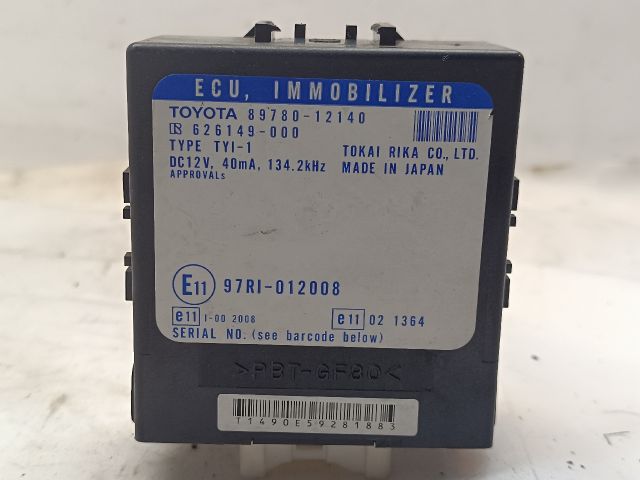 ECU, IMMOBILIZER
TOYOTA 89780-12140
R 626149-000
TYPE TYI-1 TOKAI RIKA CO., LTD.
DC12V, 40mA, 134.2kHz MADE IN JAPAN
APPROVALs
E11 97RI-012008
e11 1-00 2008 e11 02 1364
SERIAL NO. (see barcode below)
>PBT-GF30<
T1490E59281883